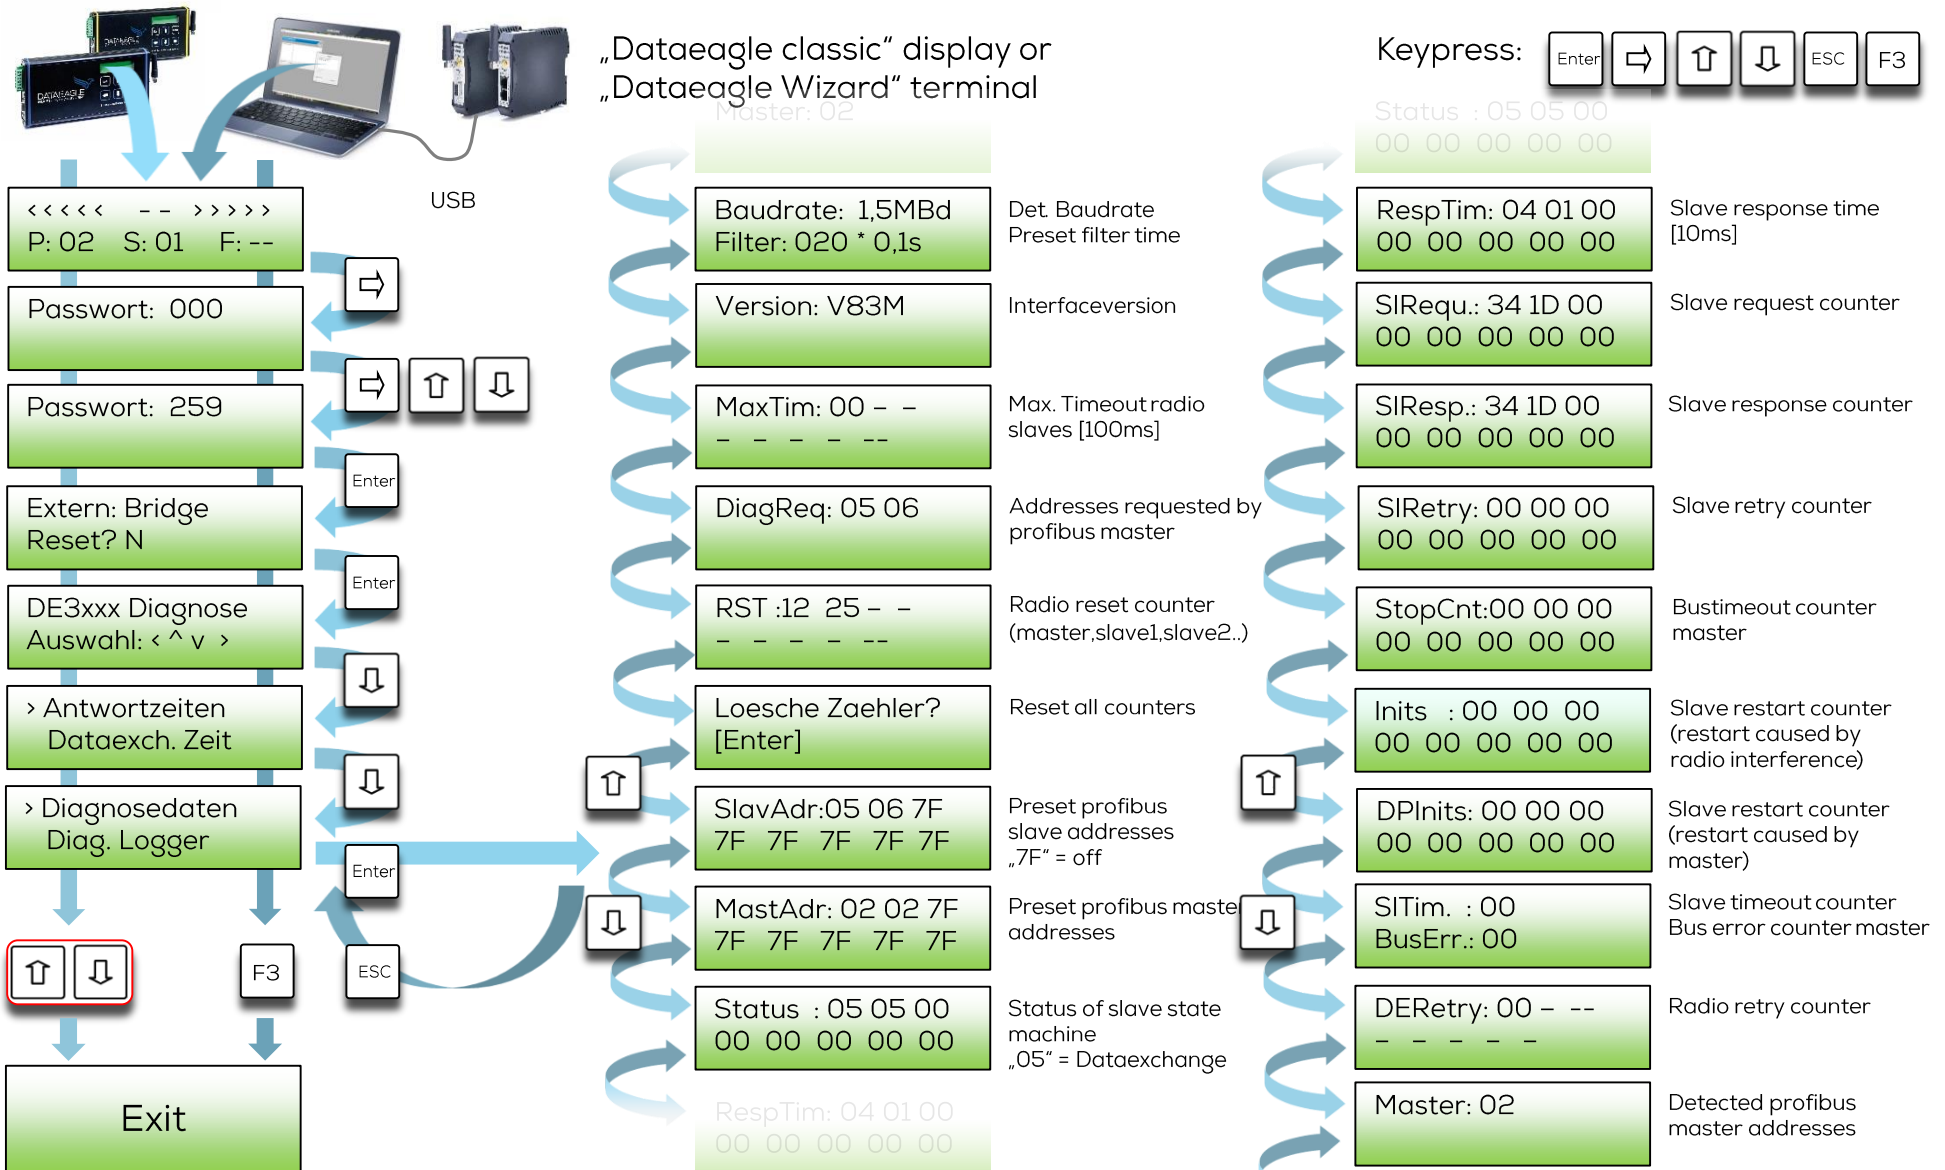 DATAEAGLE
DATAEAGLE
„Dataeagle classic“ display or
„Dataeagle Wizard“ terminal
Keypress:
Enter
ESC
F3
USB
<<<<< -- >>>>>
P: 02 S: 01 F: --
Passwort: 000
Passwort: 259
Enter
Extern: Bridge
Reset? N
Enter
DE3xxx Diagnose
Auswahl: < ^ v >
> Antwortzeiten
Dataexch. Zeit
> Diagnosedaten
Diag. Logger
Enter
F3
ESC
Exit
Master: 02
Baudrate: 1,5MBd
Filter: 020 * 0,1s
Det. Baudrate
Preset filter time
Version: V83M
Interfaceversion
MaxTim: 00 – –
– – – – --
Max. Timeout radio
slaves [100ms]
DiagReq: 05 06
Addresses requested by
profibus master
RST :12 25 – –
– – – – --
Radio reset counter
(master,slave1,slave2..)
Loesche Zaehler?
[Enter]
Reset all counters
SlavAdr:05 06 7F
7F 7F 7F 7F 7F
Preset profibus
slave addresses
„7F“ = off
MastAdr: 02 02 7F
7F 7F 7F 7F 7F
Preset profibus master
addresses
Status : 05 05 00
00 00 00 00 00
Status of slave state
machine
„05“ = Dataexchange
RespTim: 04 01 00
00 00 00 00 00
Status : 05 05 00
00 00 00 00 00
RespTim: 04 01 00
00 00 00 00 00
Slave response time
[10ms]
SlRequ.: 34 1D 00
00 00 00 00 00
Slave request counter
SlResp.: 34 1D 00
00 00 00 00 00
Slave response counter
SlRetry: 00 00 00
00 00 00 00 00
Slave retry counter
StopCnt:00 00 00
00 00 00 00 00
Bustimeout counter
master
Inits : 00 00 00
00 00 00 00 00
Slave restart counter
(restart caused by
radio interference)
DPInits: 00 00 00
00 00 00 00 00
Slave restart counter
(restart caused by
master)
SlTim. : 00
BusErr.: 00
Slave timeout counter
Bus error counter master
DERetry: 00 – --
– – – – –
Radio retry counter
Master: 02
Detected profibus
master addresses